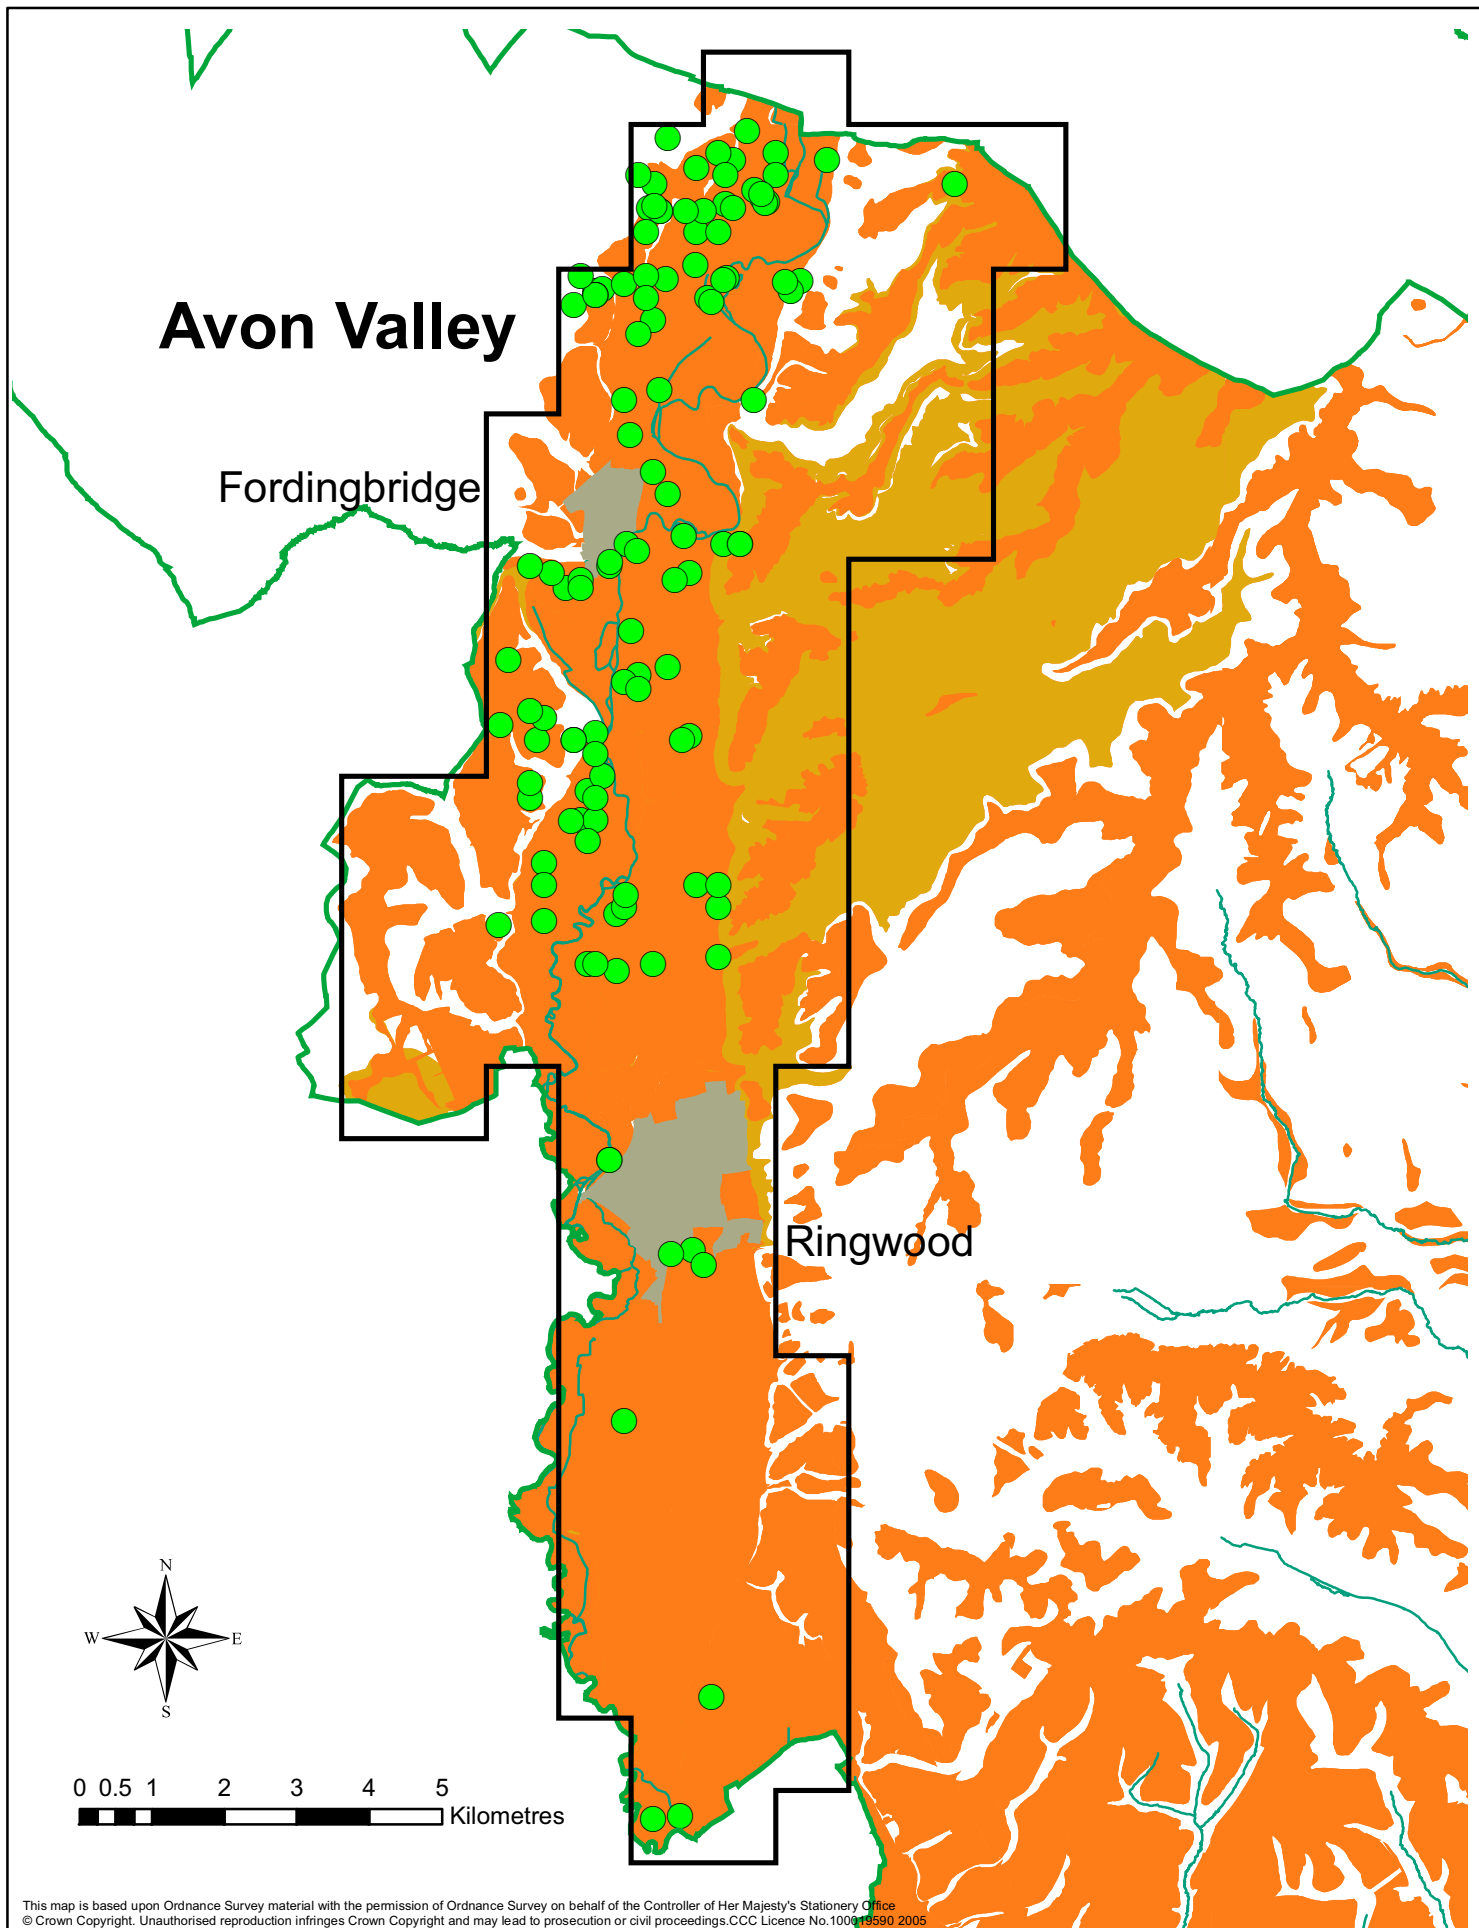 Avon Valley
Fordingbridge
Ringwood
N
W E
S
0 0.5 1 2 3 4 5
Kilometres
This map is based upon Ordnance Survey material with the permission of Ordnance Survey on behalf of the Controller of Her Majesty's Stationery Office
© Crown Copyright. Unauthorised reproduction infringes Crown Copyright and may lead to prosecution or civil proceedings.CCC Licence No.100019590 2005